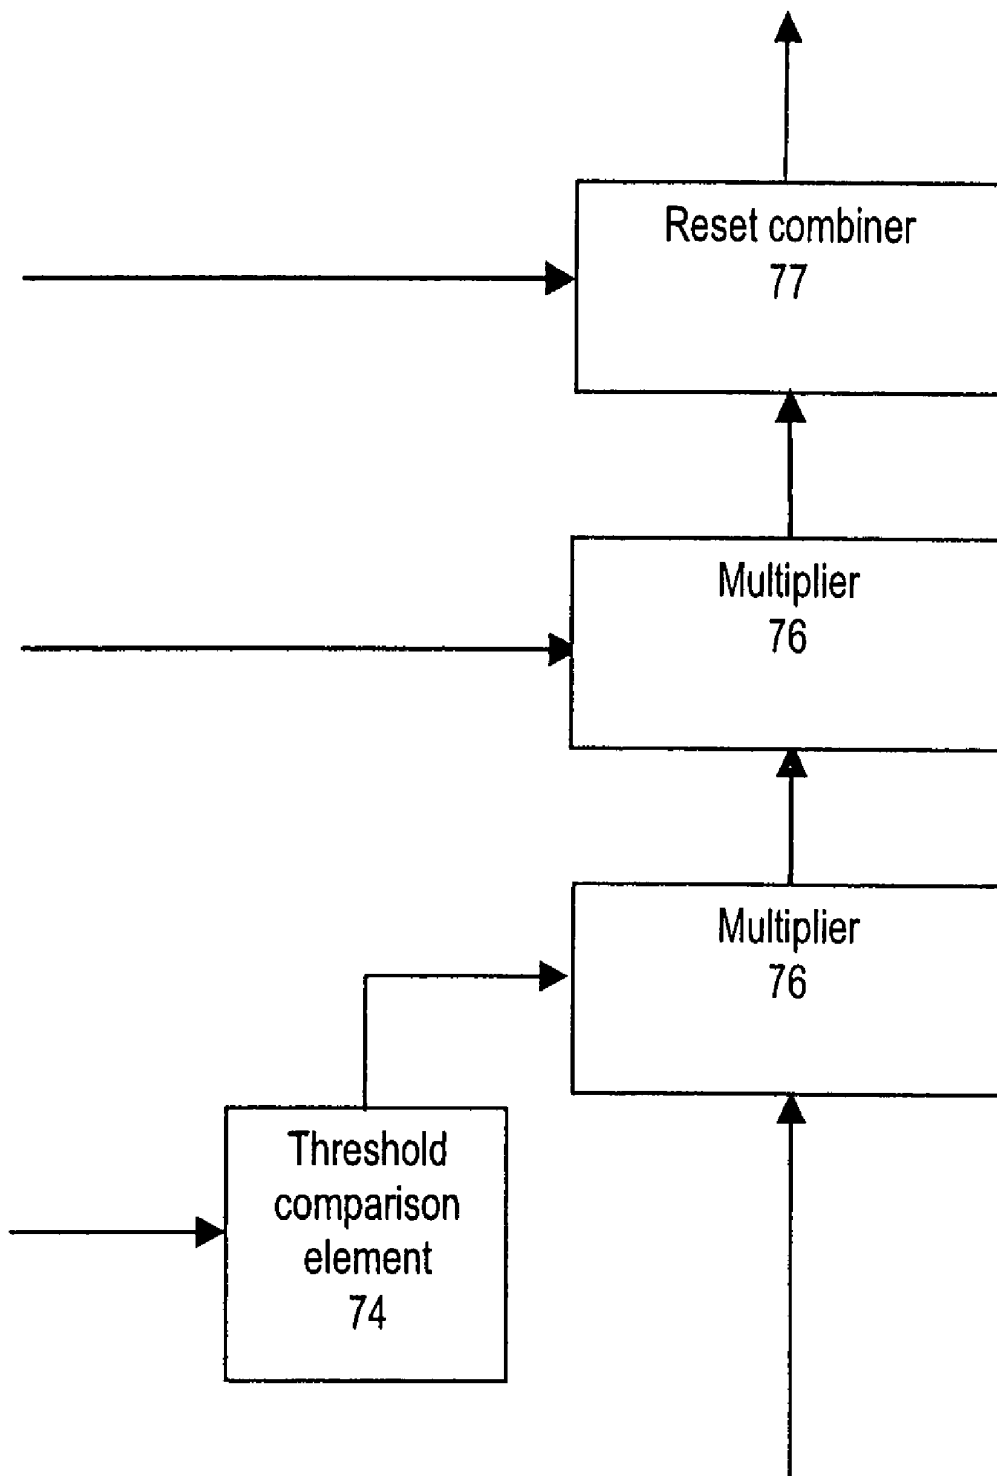 Reset combiner
77
Multiplier
76
Multiplier
76
Threshold
comparison
element
74